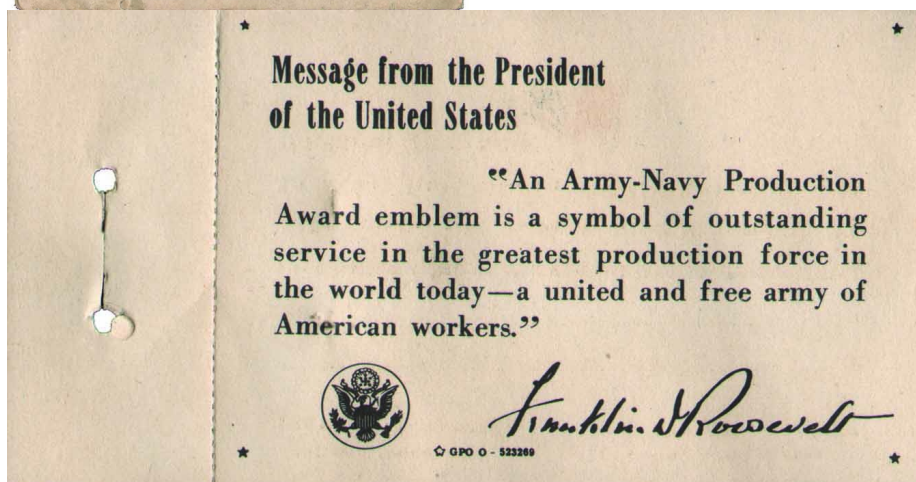 Message from the President
of the United States
“An Army-Navy Production
Award emblem is a symbol of outstanding
service in the greatest production force in
the world today—a united and free army of
American workers.”
Franklin D Roosevelt
☆ GPO O - 523269